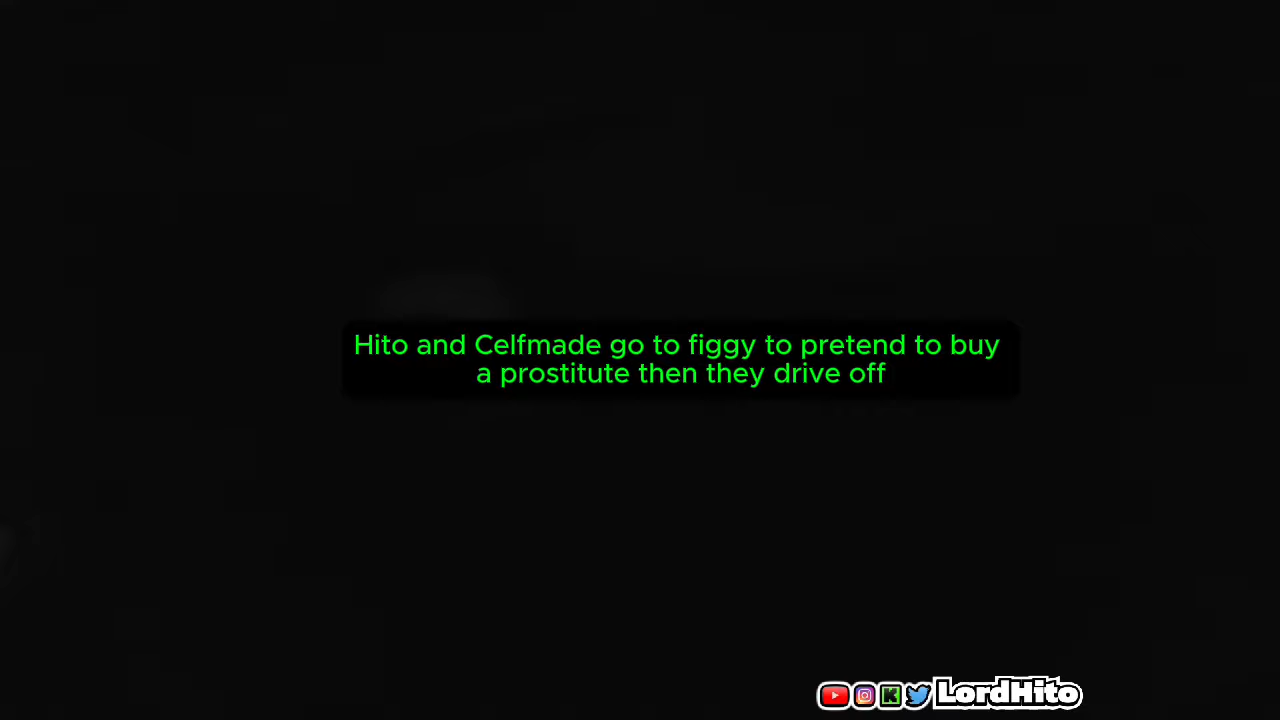 Hito and Celfmade go to figgy to pretend to buy
a prostitute then they drive off
LordHito